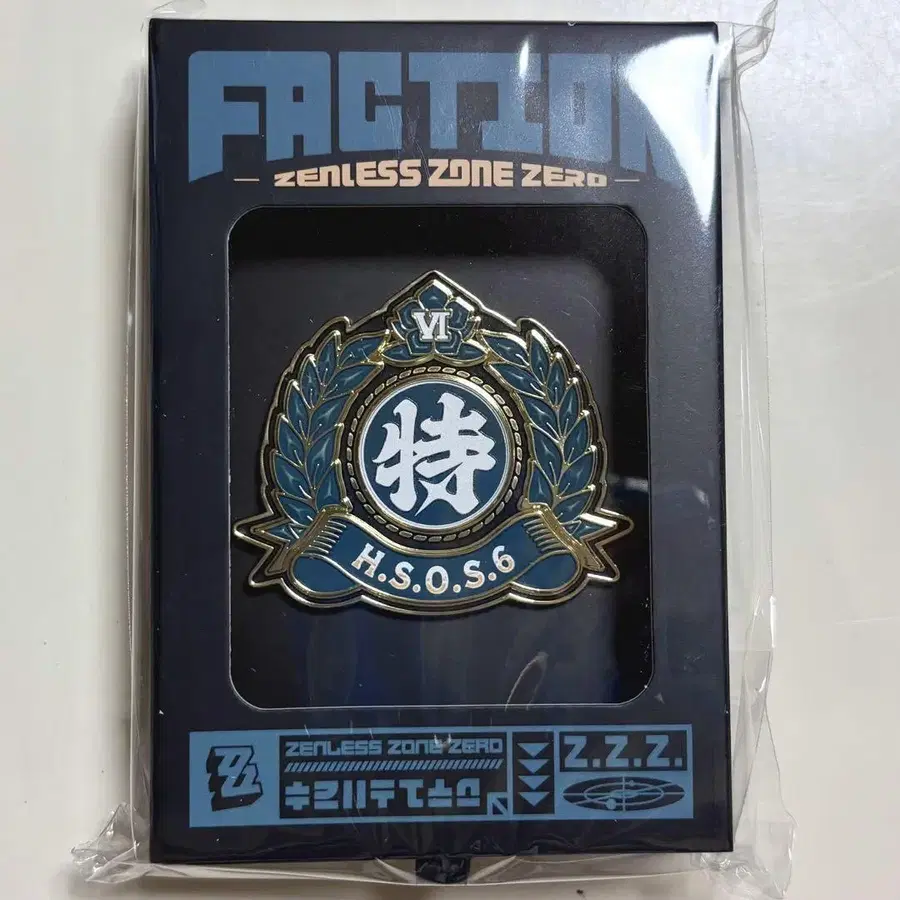 FACTION
ZENLESS ZONE ZERO
VI
特
H.S.O.S.6
ZENLESS ZONE ZERO
Z.Z.Z.